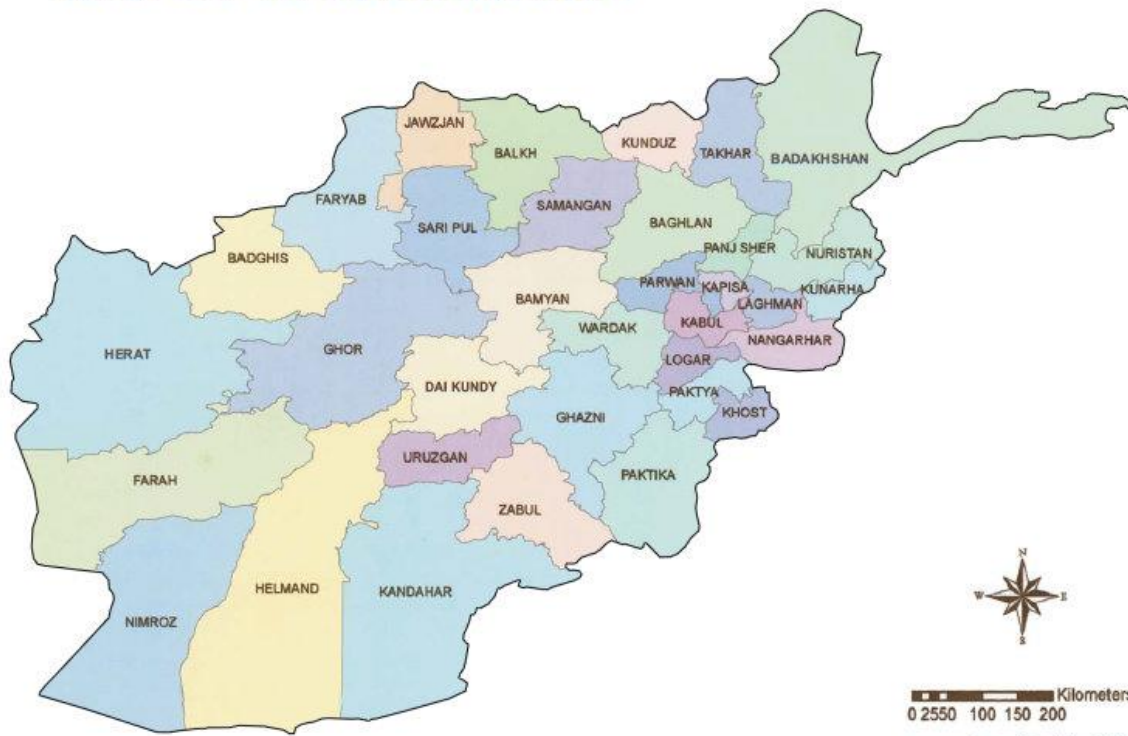 JAWZJAN
BALKH
KUNDUZ
TAKHAR
BADAKHSHAN
FARYAB
SARI PUL
SAMANGAN
BAGHLAN
PANJ SHER
NURISTAN
BADGHIS
PARWAN
KAPISA
KUNARHA
LAGHMAN
BAMYAN
KABUL
WARDAK
NANGARHAR
HERAT
GHOR
LOGAR
DAI KUNDY
PAKTYA
GHAZNI
KHOST
URUZGAN
FARAH
PAKTIKA
ZABUL
HELMAND
KANDAHAR
NIMROZ
N
W E
S
Kilometers
0 2550 100 150 200